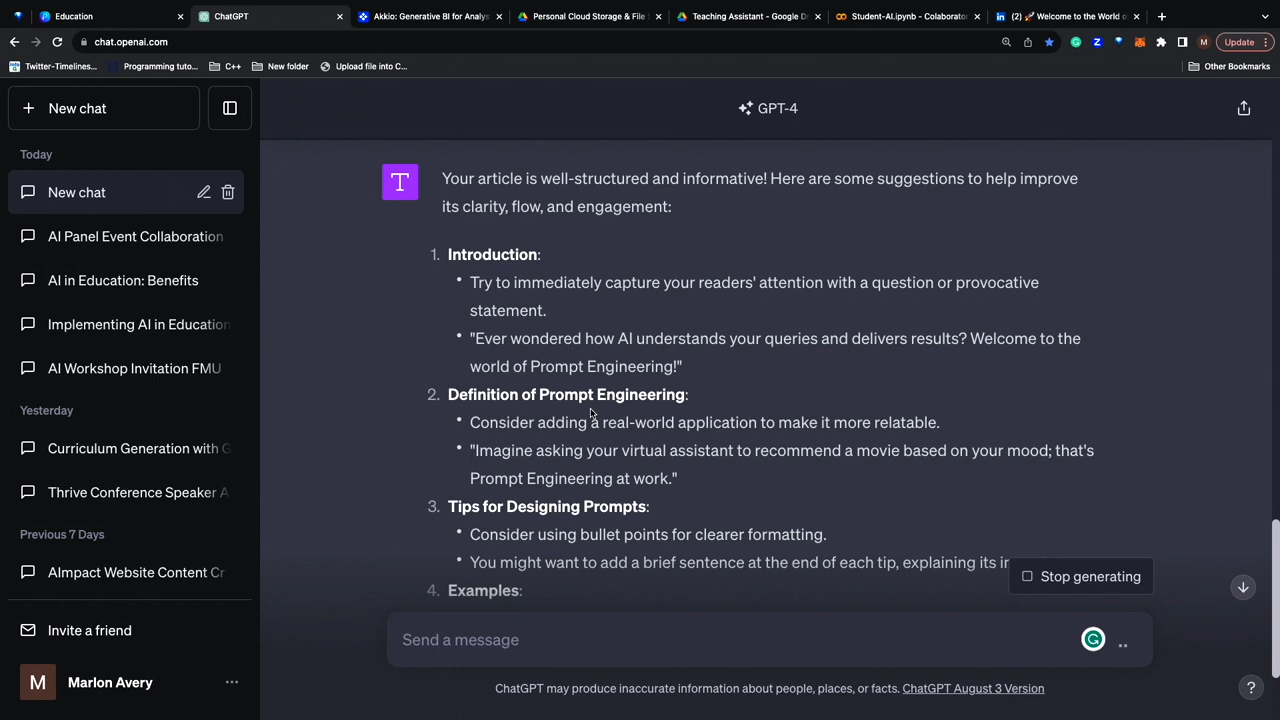 Education
ChatGPT
Akkio: Generative BI for Analys
Personal Cloud Storage & File
Teaching Assistant - Google D
Student-AI.ipynb - Colaborato
(2) 🚀 Welcome to the World o
chat.openai.com
M
Update
Twitter-Timelines...
Programming tuto...
C++
New folder
Upload file into C...
Other Bookmarks
New chat
GPT-4
Today
New chat
AI Panel Event Collaboration
AI in Education: Benefits
Implementing AI in Education
AI Workshop Invitation FMU
Yesterday
Curriculum Generation with G
Thrive Conference Speaker A
Previous 7 Days
AImpact Website Content Cr
Invite a friend
M
Marlon Avery
T
Your article is well-structured and informative! Here are some suggestions to help improve
its clarity, flow, and engagement:
1. Introduction:
• Try to immediately capture your readers' attention with a question or provocative
statement.
• "Ever wondered how AI understands your queries and delivers results? Welcome to the
world of Prompt Engineering!"
2. Definition of Prompt Engineering:
• Consider adding a real-world application to make it more relatable.
• "Imagine asking your virtual assistant to recommend a movie based on your mood; that's
Prompt Engineering at work."
3. Tips for Designing Prompts:
• Consider using bullet points for clearer formatting.
• You might want to add a brief sentence at the end of each tip, explaining its
Stop generating
4. Examples:
Send a message
ChatGPT may produce inaccurate information about people, places, or facts. ChatGPT August 3 Version
?